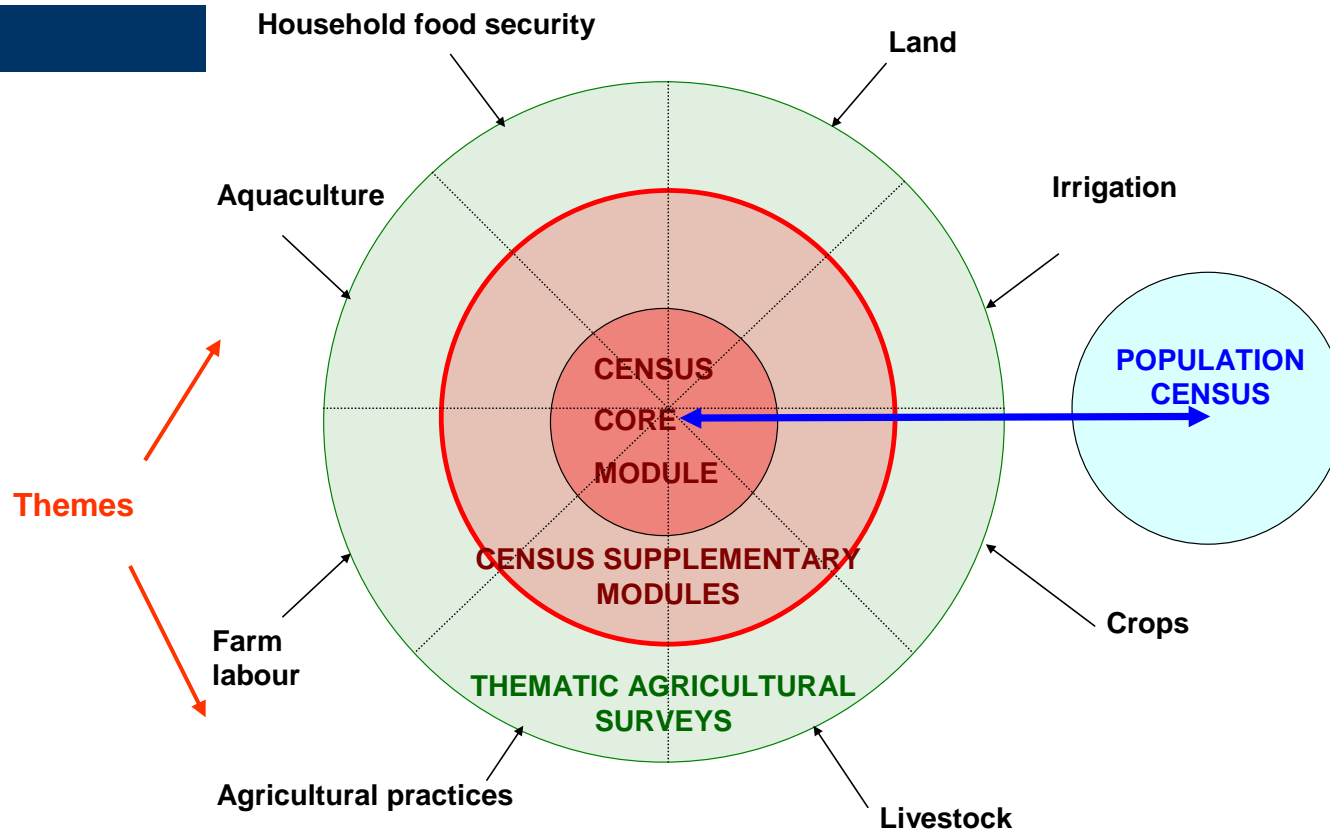 Household food security
Land
Aquaculture
Irrigation
CENSUS
CORE
MODULE
POPULATION
CENSUS
Themes
CENSUS SUPPLEMENTARY
MODULES
Farm
labour
Crops
THEMATIC AGRICULTURAL
SURVEYS
Agricultural practices
Livestock